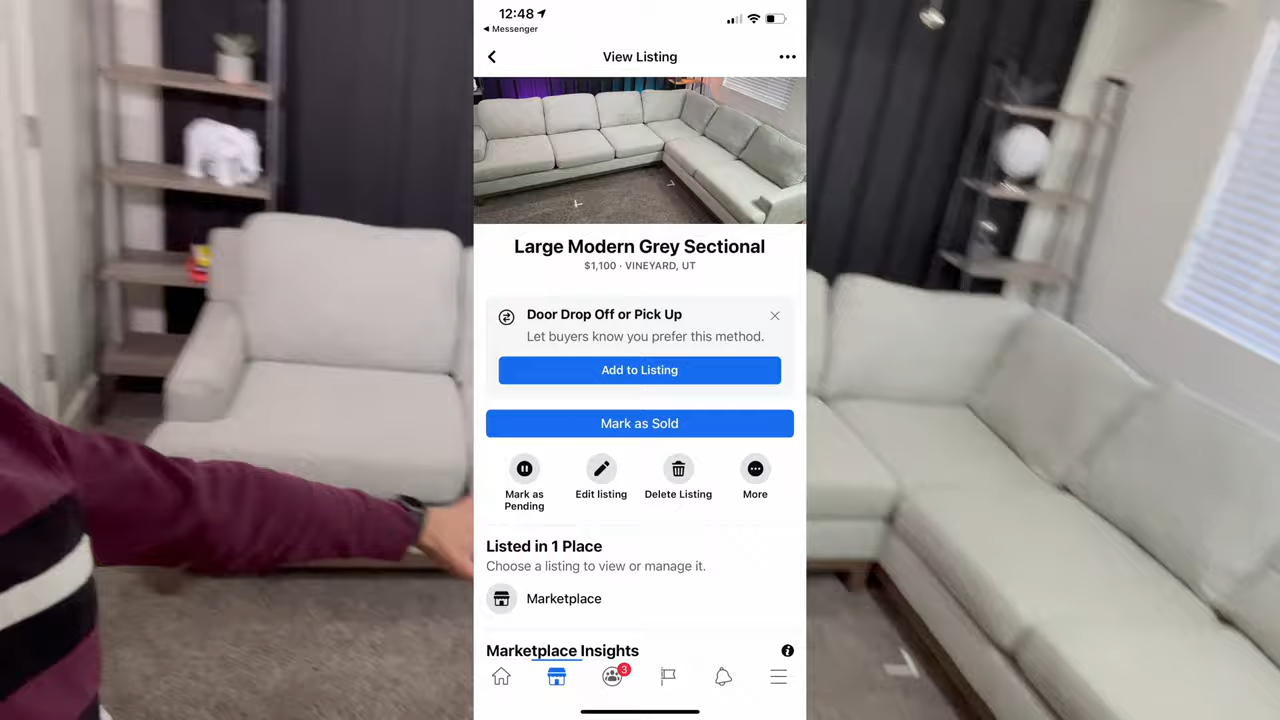 12:48
Messenger
View Listing
Large Modern Grey Sectional
$1,100 · VINEYARD, UT
Door Drop Off or Pick Up
Let buyers know you prefer this method.
Add to Listing
Mark as Sold
Mark as
Pending
Edit listing
Delete Listing
More
Listed in 1 Place
Choose a listing to view or manage it.
Marketplace
Marketplace Insights
3